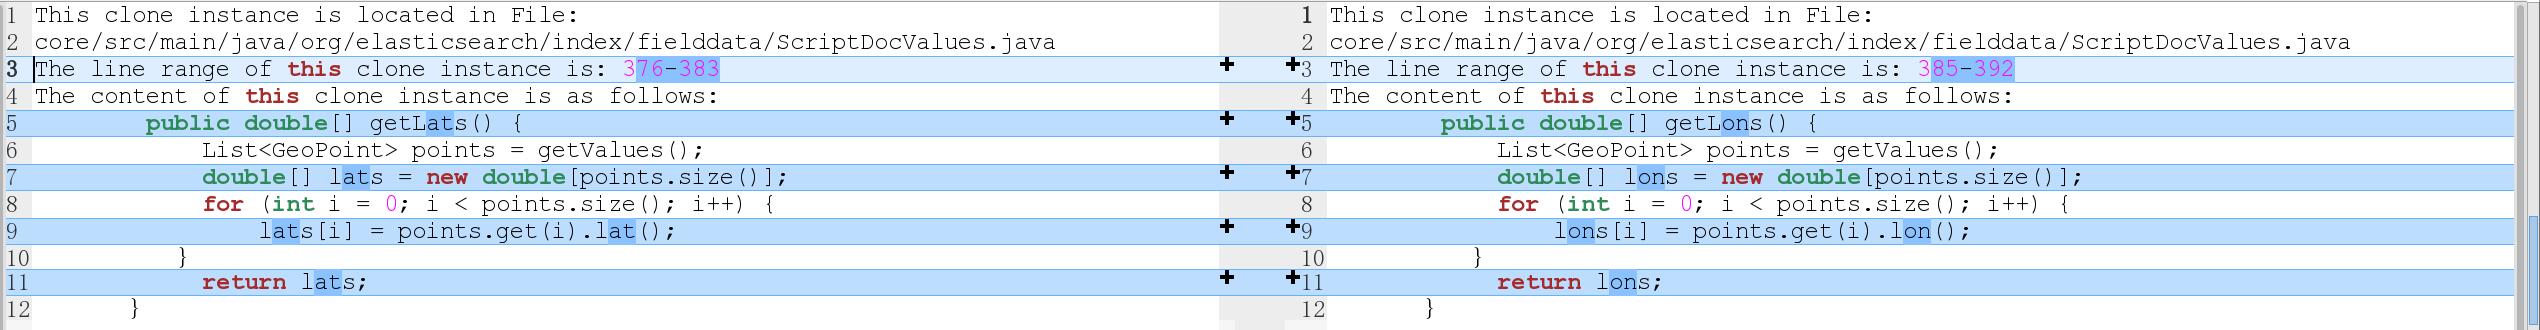 1 This clone instance is located in File:
2 core/src/main/java/org/elasticsearch/index/fielddata/ScriptDocValues.java
3 The line range of this clone instance is: 376-383
4 The content of this clone instance is as follows:
5         public double[] getLats() {
6             List<GeoPoint> points = getValues();
7             double[] lats = new double[points.size()];
8             for (int i = 0; i < points.size(); i++) {
9                 lats[i] = points.get(i).lat();
10            }
11            return lats;
12        }
1 This clone instance is located in File:
2 core/src/main/java/org/elasticsearch/index/fielddata/ScriptDocValues.java
3 The line range of this clone instance is: 385-392
4 The content of this clone instance is as follows:
5         public double[] getLons() {
6             List<GeoPoint> points = getValues();
7             double[] lons = new double[points.size()];
8             for (int i = 0; i < points.size(); i++) {
9                 lons[i] = points.get(i).lon();
10            }
11            return lons;
12        }